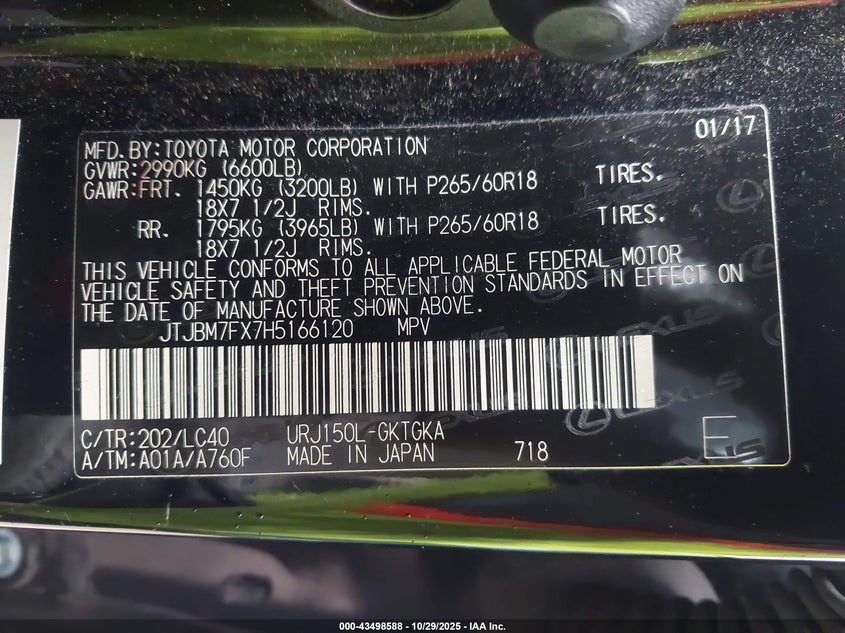 01/17
MFD.BY:TOYOTA MOTOR CORPORATION
GVWR:2990KG (6600LB)
GAWR:FRT. 1450KG (3200LB) WITH P265/60R18 TIRES.
18X7 1/2J RIMS.
RR. 1795KG (3965LB) WITH P265/60R18 TIRES.
18X7 1/2J RIMS.
THIS VEHICLE CONFORMS TO ALL APPLICABLE FEDERAL MOTOR
VEHICLE SAFETY AND THEFT PREVENTION STANDARDS IN EFFECT ON
THE DATE OF MANUFACTURE SHOWN ABOVE.
JTJBM7FX7H5166120 MPV
LEXUS
LEXUS
C/TR:202/LC40 URJ150L-GKTGKA
A/TM:A01A/A760F MADE IN JAPAN 718 E
000-43498588 - 10/29/2025 - IAA Inc.